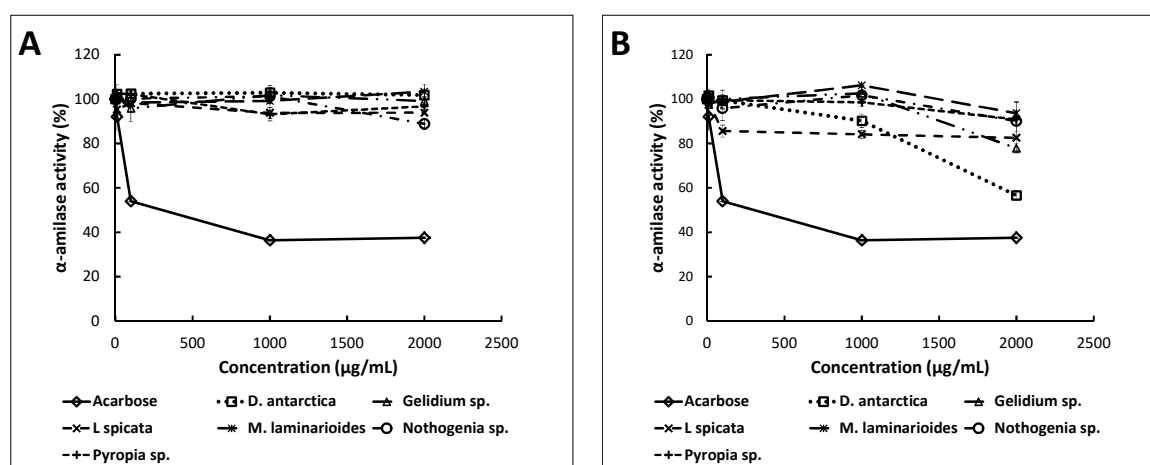 A
α-amilase activity (%)
120
100
80
60
40
20
0
0 500 1000 1500 2000 2500
Concentration (µg/mL)
Acarbose D. antarctica Gelidium sp.
L spicata M. laminarioides Nothogenia sp.
Pyropia sp.
B
α-amilase activity (%)
120
100
80
60
40
20
0
0 500 1000 1500 2000 2500
Concentration (µg/mL)
Acarbose D. antarctica Gelidium sp.
L spicata M. laminarioides Nothogenia sp.
Pyropia sp.